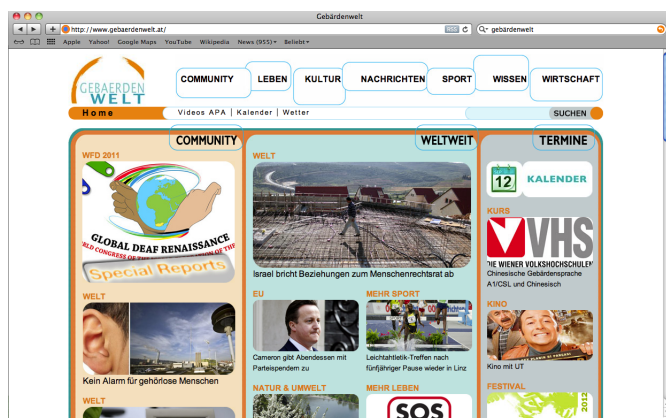 Gebärdenwelt
http://www.gebaerdenwelt.at/
RSS
gebärdenwelt
Apple Yahoo! Google Maps YouTube Wikipedia News (955) Beliebt
GEBAERDEN
WELT
COMMUNITY LEBEN KULTUR NACHRICHTEN SPORT WISSEN WIRTSCHAFT
Home
Videos APA | Kalender | Wetter
SUCHEN
COMMUNITY
WFD 2011
GLOBAL DEAF RENAISSANCE
Special Reports
WELT
Kein Alarm für gehörlose Menschen
WELT
WELTWEIT
WELT
Israel bricht Beziehungen zum Menschenrechtsrat ab
EU
Cameron gibt Abendessen mit
Parteispendern zu
MEHR SPORT
Leichtahtletik-Treffen nach
fünfjähriger Pause wieder in Linz
NATUR & UMWELT
MEHR LEBEN
SOS
TERMINE
12
KALENDER
KURS
VHS
DIE WIENER VOLKSHOCHSCHULEN
Chinesische Gebärdensprache
A1/CSL und Chinesisch
KINO
Kino mit UT
FESTIVAL
2012